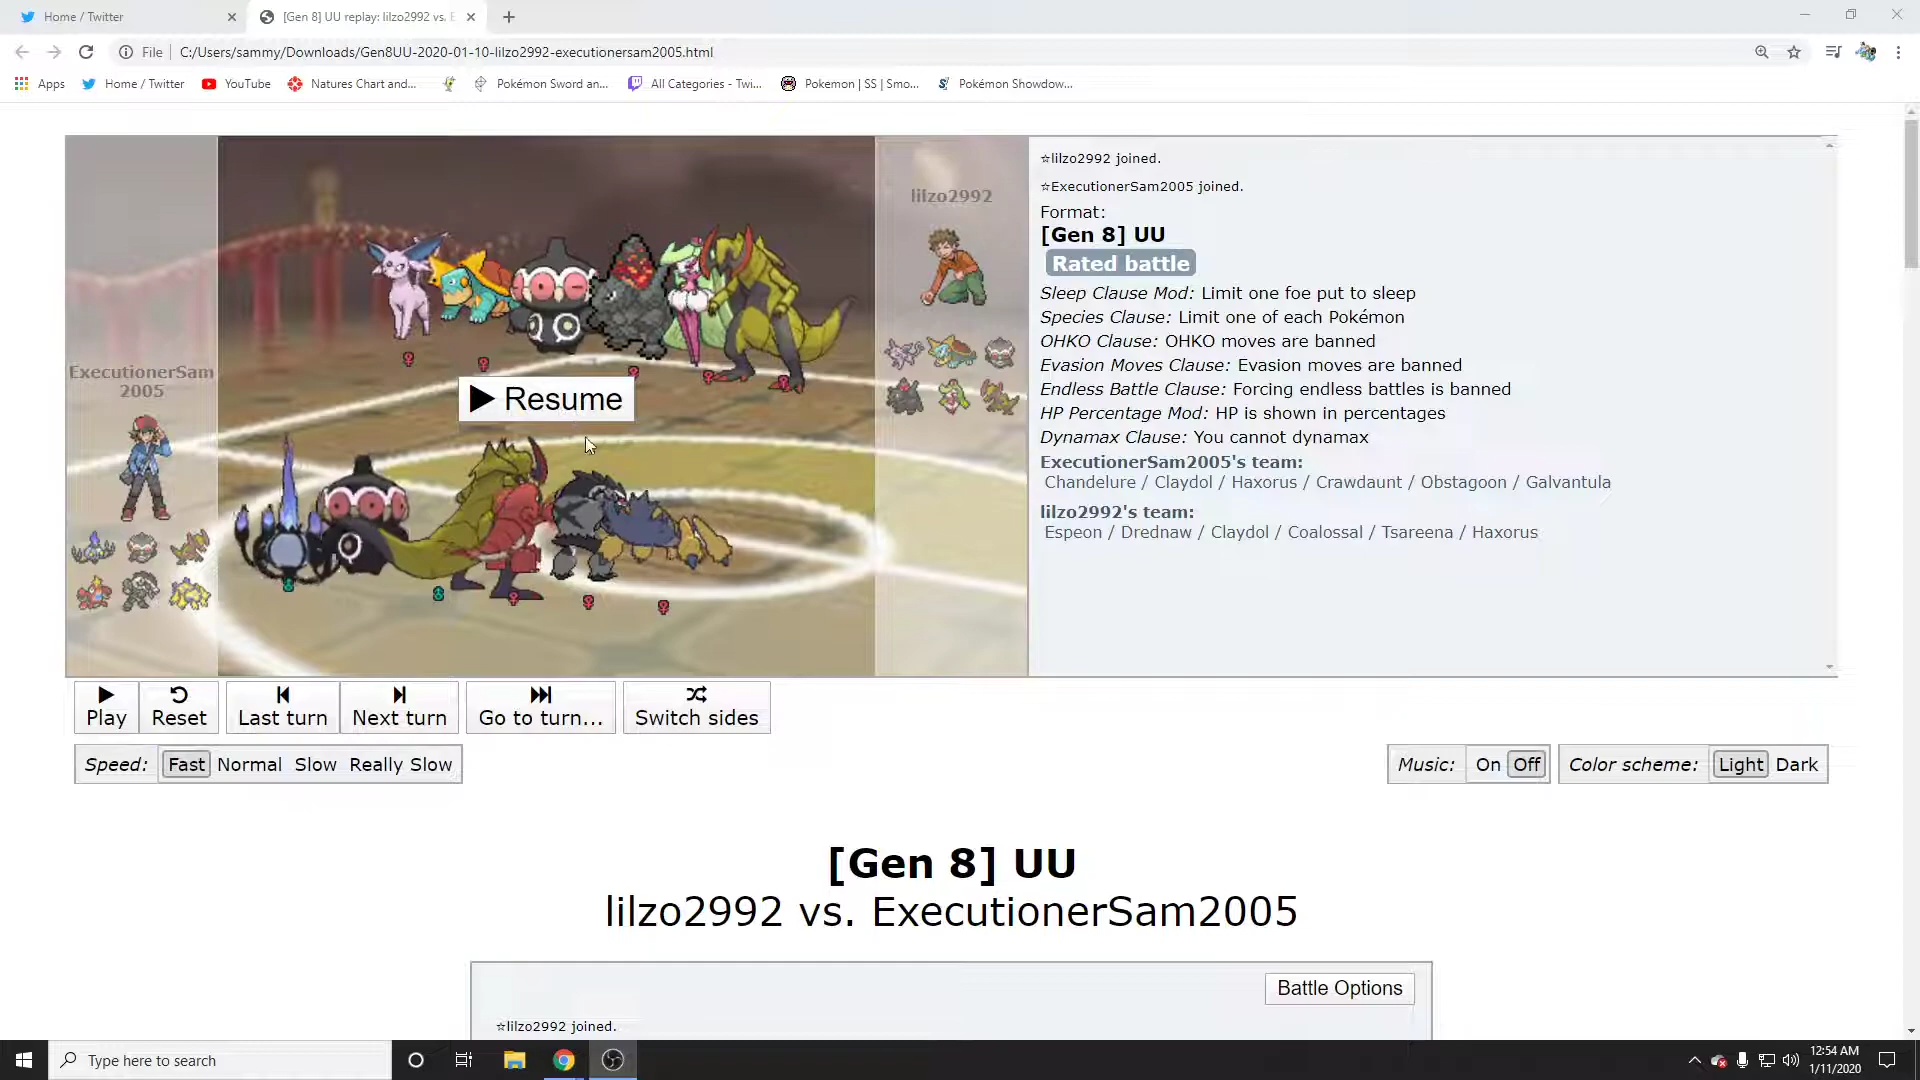 Home / Twitter
[Gen 8] UU replay: lilzo2992 vs. E
File
C:/Users/sammy/Downloads/Gen8UU-2020-01-10-lilzo2992-executionersam2005.html
Apps
Home / Twitter
YouTube
Natures Chart and...
Pokémon Sword an...
All Categories - Twi...
Pokemon | SS | Smo...
Pokémon Showdow...
ExecutionerSam
2005
Resume
lilzo2992
☆lilzo2992 joined.
☆ExecutionerSam2005 joined.
Format:
[Gen 8] UU
Rated battle
Sleep Clause Mod: Limit one foe put to sleep
Species Clause: Limit one of each Pokémon
OHKO Clause: OHKO moves are banned
Evasion Moves Clause: Evasion moves are banned
Endless Battle Clause: Forcing endless battles is banned
HP Percentage Mod: HP is shown in percentages
Dynamax Clause: You cannot dynamax
ExecutionerSam2005's team:
Chandelure / Claydol / Haxorus / Crawdaunt / Obstagoon / Galvantula
lilzo2992's team:
Espeon / Drednaw / Claydol / Coalossal / Tsareena / Haxorus
Play
Reset
Last turn
Next turn
Go to turn...
Switch sides
Speed: Fast Normal Slow Really Slow
Music: On Off
Color scheme: Light Dark
[Gen 8] UU
lilzo2992 vs. ExecutionerSam2005
Battle Options
☆lilzo2992 joined.
Type here to search
12:54 AM
1/11/2020